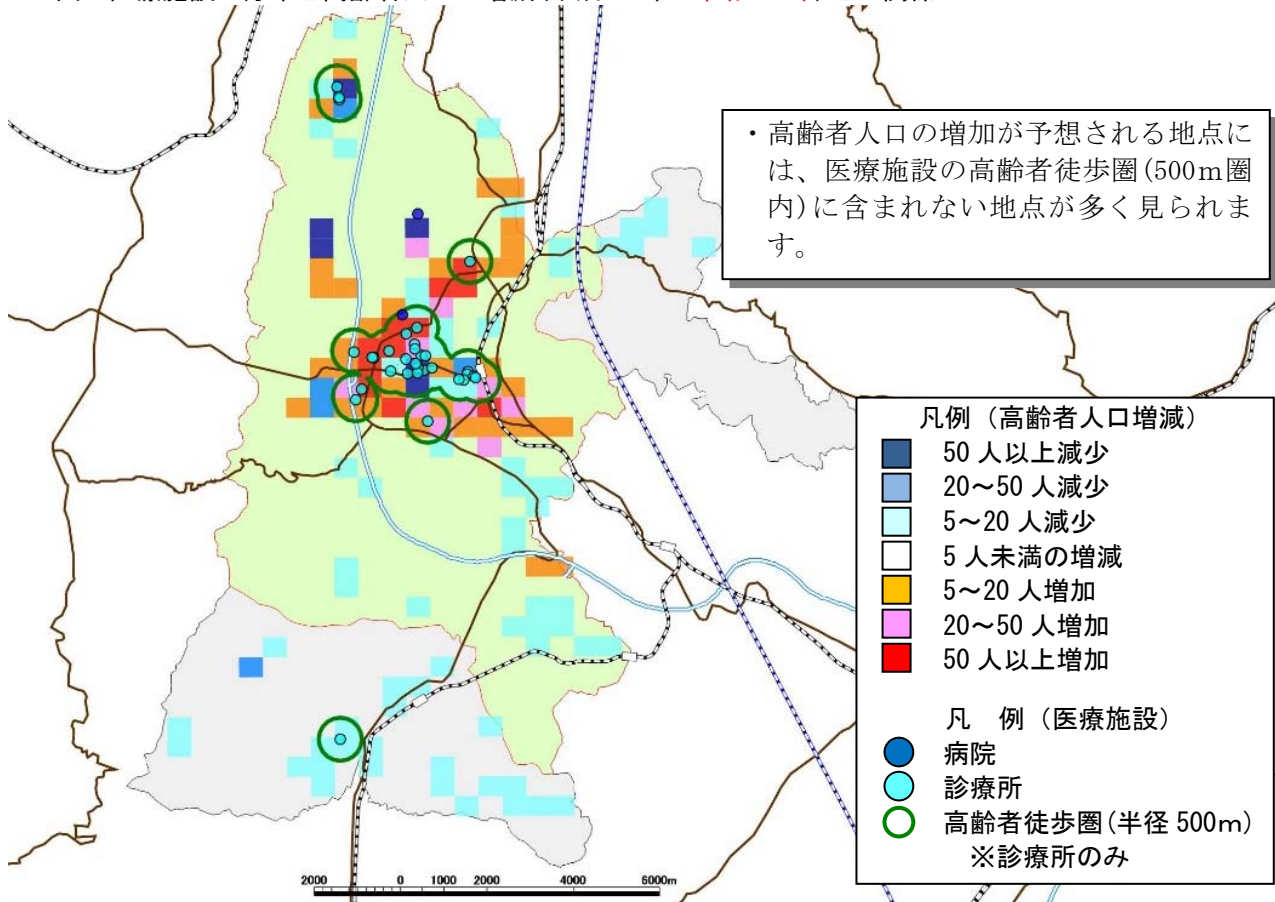 ・高齢者人口の増加が予想される地点に
は、医療施設の高齢者徒歩圏(500m圏
内)に含まれない地点が多く見られま
す。
凡例（高齢者人口増減）
50人以上減少
20～50人減少
5～20人減少
5人未満の増減
5～20人増加
20～50人増加
50人以上増加
凡　例（医療施設）
病院
診療所
高齢者徒歩圏(半径500m)
※診療所のみ
2000 0 1000 2000 4000 6000m